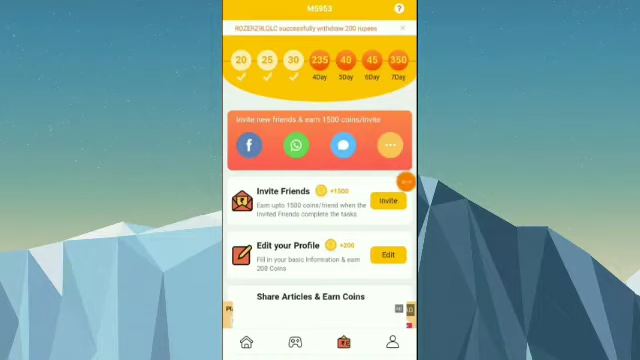 M5953
?
ROZER21LQLC successfully withdraw 200 rupees
20 25 30 235 40 45 350
4Day 5Day 6Day 7Day
Invite new friends & earn 1500 coins/invite
f
Invite Friends +1500
Earn upto 1500 coins/friend when the
Invited Friends complete the tasks.
Invite
Edit your Profile +200
Fill in your basic information & earn
200 Coins
Edit
Share Articles & Earn Coins